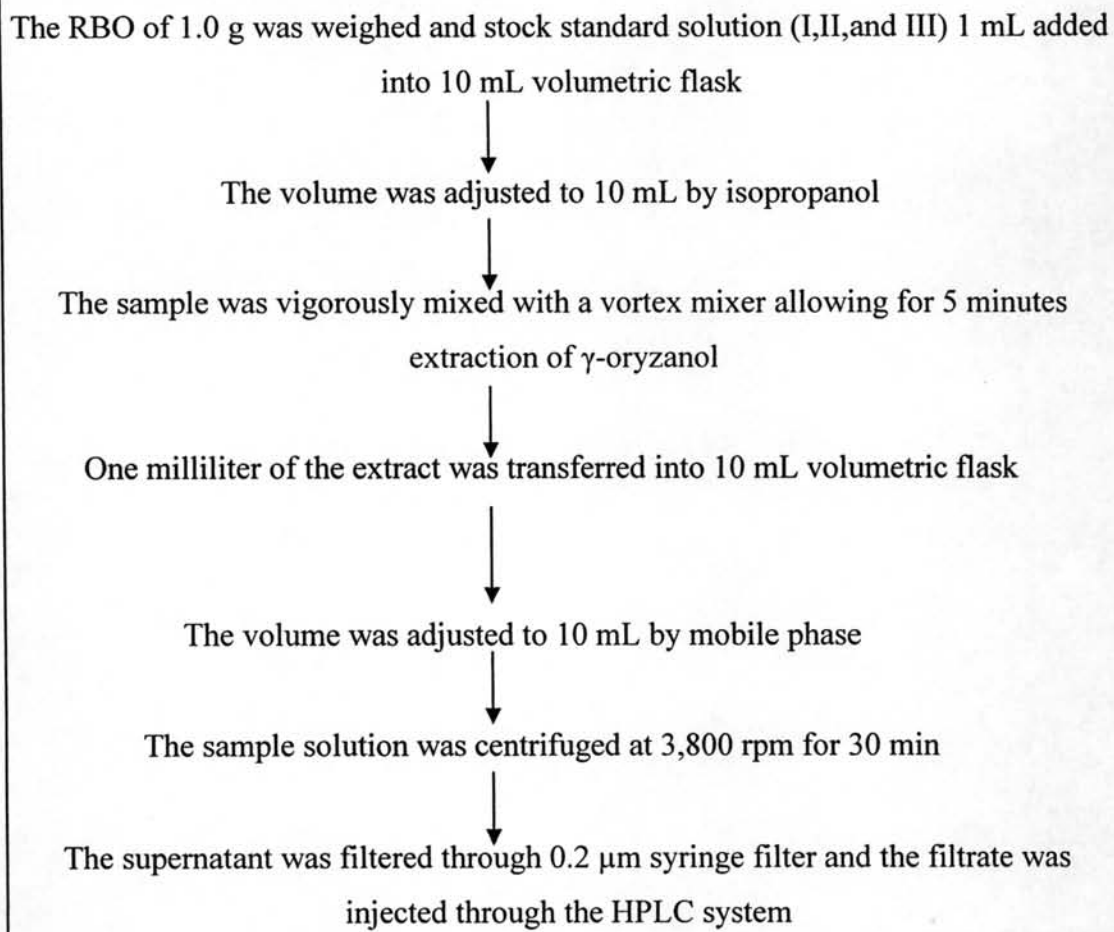 The RBO of 1.0 g was weighed and stock standard solution (I,II,and III) 1 mL added
into 10 mL volumetric flask
The volume was adjusted to 10 mL by isopropanol
The sample was vigorously mixed with a vortex mixer allowing for 5 minutes
extraction of γ-oryzanol
One milliliter of the extract was transferred into 10 mL volumetric flask
The volume was adjusted to 10 mL by mobile phase
The sample solution was centrifuged at 3,800 rpm for 30 min
The supernatant was filtered through 0.2 μm syringe filter and the filtrate was
injected through the HPLC system